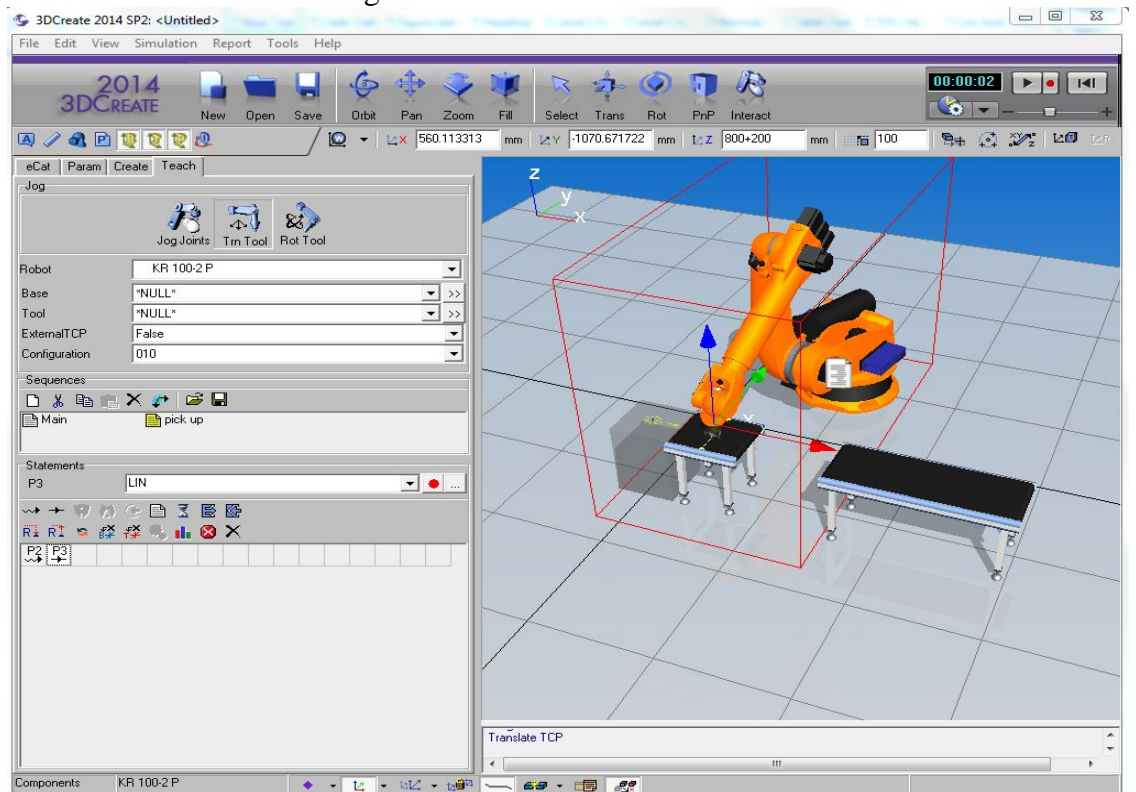 3DCreate 2014 SP2: <Untitled>
File Edit View Simulation Report Tools Help
2014
3DCREATE
New Open Save Orbit Pan Zoom Fill Select Trans Rot PnP Interact
00:00:02
X 560.113313 mm Y -1070.671722 mm Z 800+200 mm 100
eCat Param Create Teach
Jog
Jog Joints Trn Tool Rot Tool
Robot KR 100-2 P
Base *NULL* >>
Tool *NULL* >>
ExternalTCP False
Configuration 010
Sequences
Main pick up
Statements
P3 LIN ...
P2 P3
z
y
x
X
Translate TCP
Components KR 100-2 P